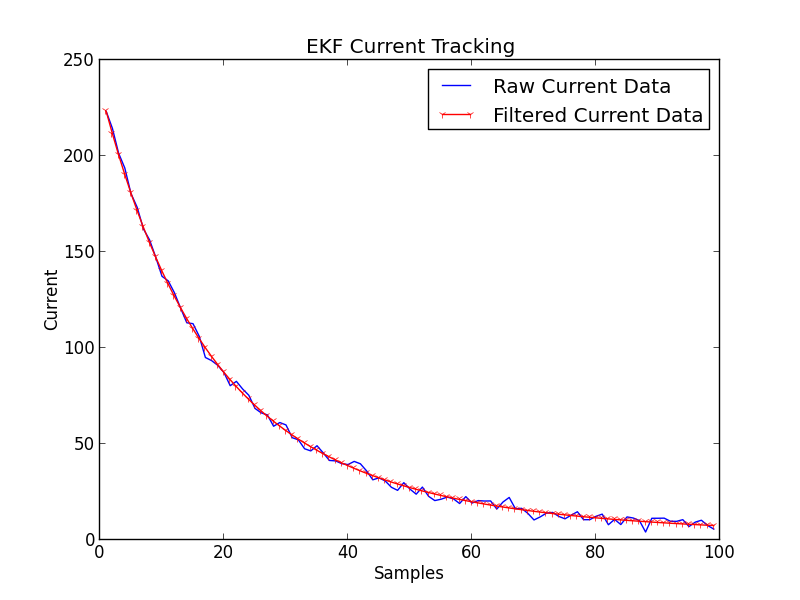 EKF Current Tracking
250
Raw Current Data
Filtered Current Data
200
150
Current
100
50
0
0 20 40 60 80 100
Samples